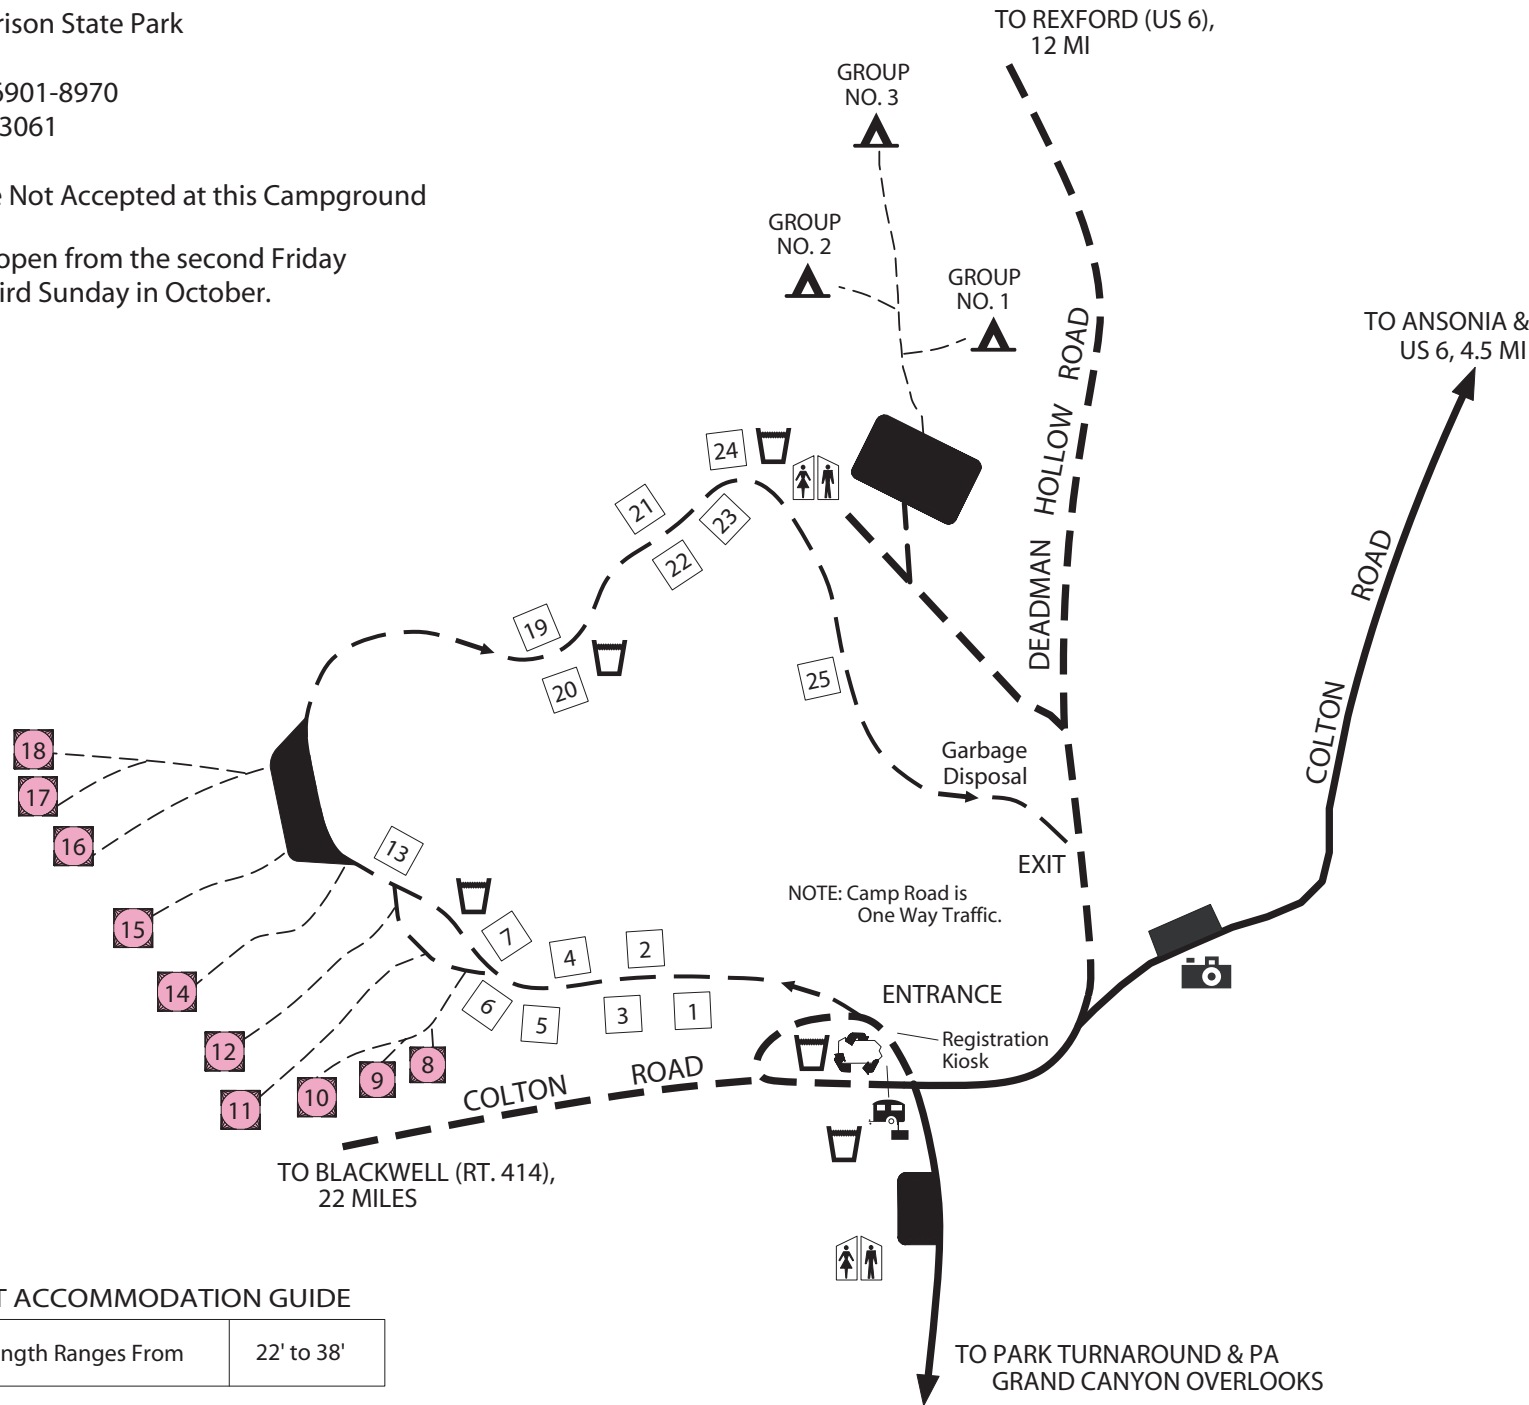 rison State Park
6901-8970
3061
e Not Accepted at this Campground
open from the second Friday
ird Sunday in October.
TO REXFORD (US 6),
12 MI
GROUP
NO. 3
GROUP
NO. 2
GROUP
NO. 1
DEADMAN HOLLOW ROAD
TO ANSONIA &
US 6, 4.5 MI
COLTON ROAD
24
21
23
22
19
20
25
18
17
16
15
14
13
12
11
10
9
8
7
6
5
4
3
2
1
Garbage
Disposal
EXIT
NOTE: Camp Road is
One Way Traffic.
ENTRANCE
Registration
Kiosk
COLTON ROAD
TO BLACKWELL (RT. 414),
22 MILES
T ACCOMMODATION GUIDE
ngth Ranges From
22' to 38'
TO PARK TURNAROUND & PA
GRAND CANYON OVERLOOKS